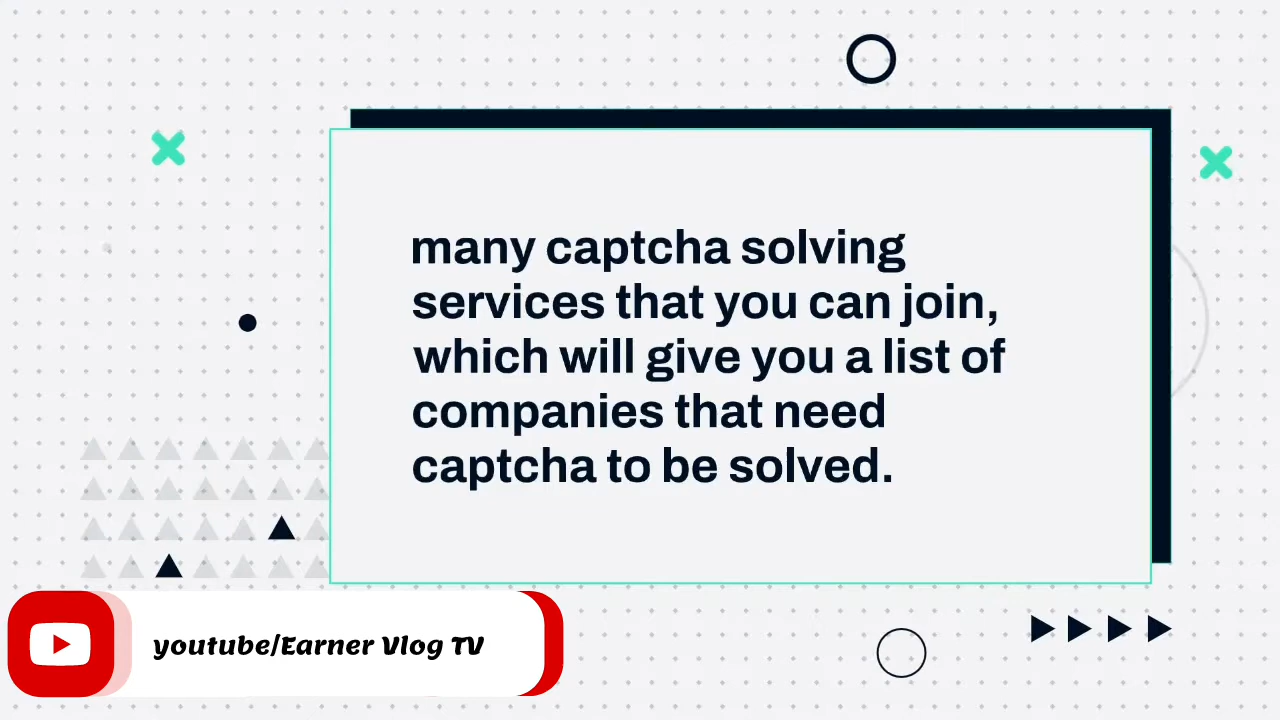 many captcha solving
services that you can join,
which will give you a list of
companies that need
captcha to be solved.
youtube/Earner Vlog TV